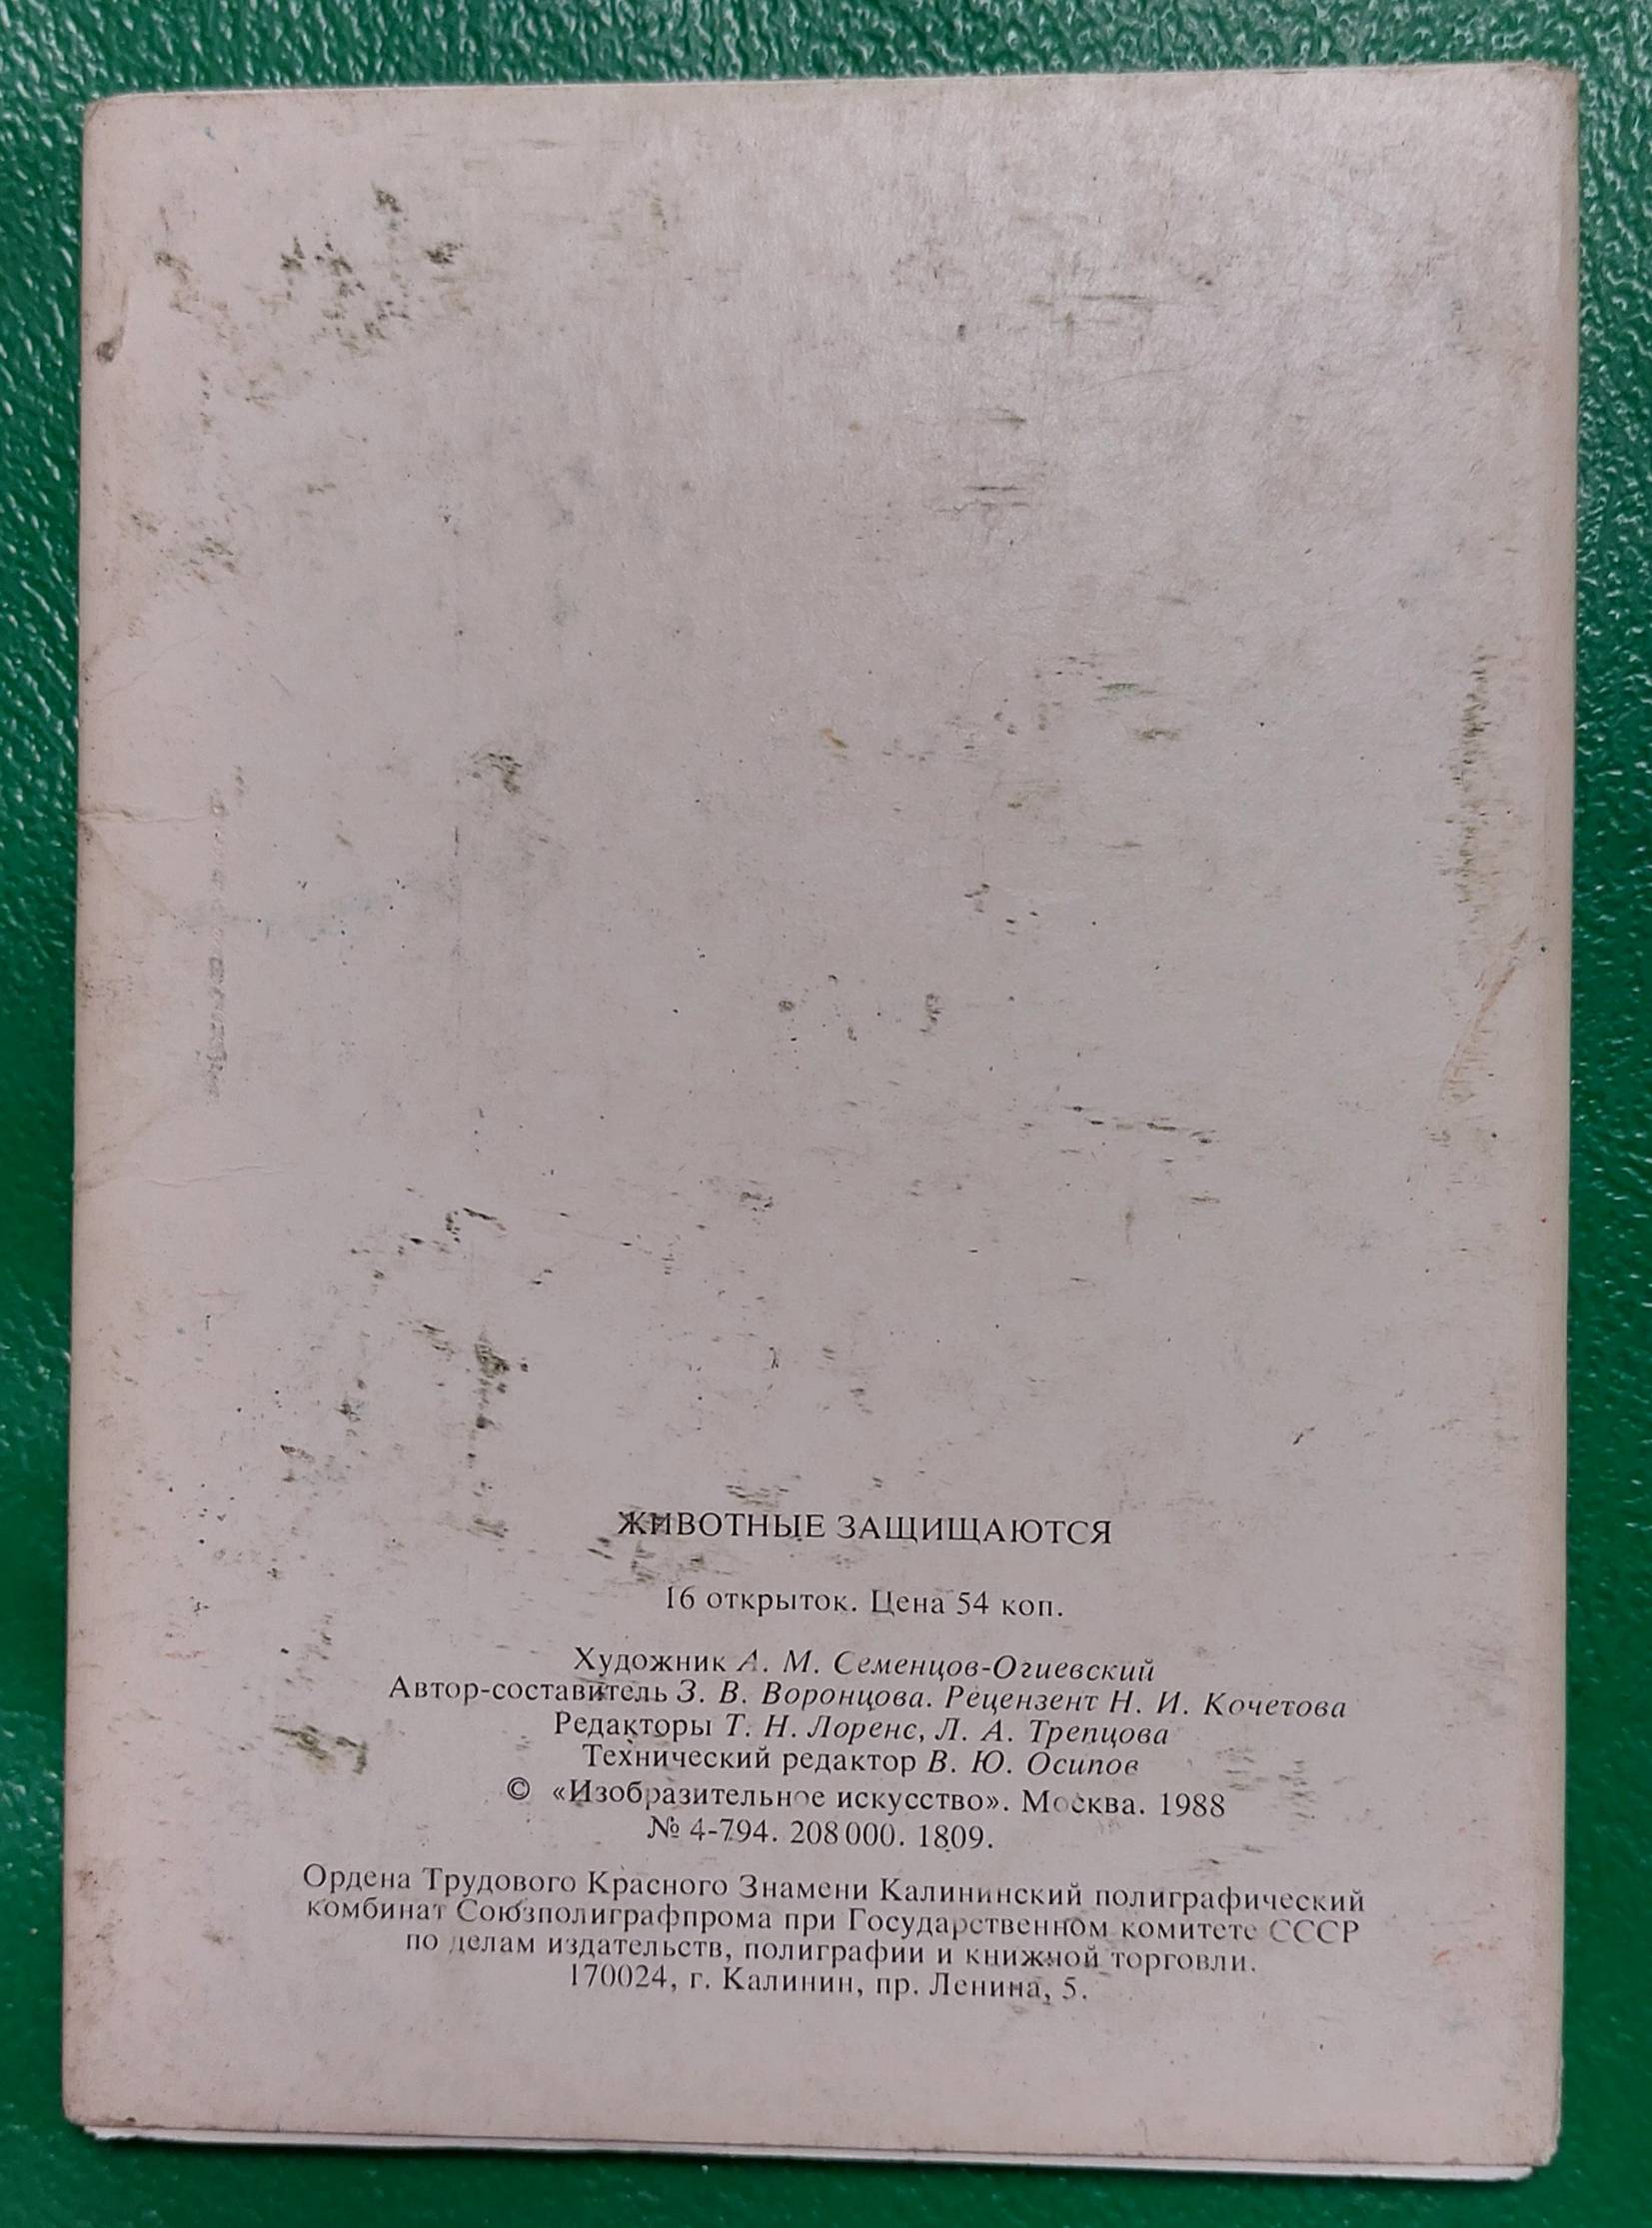 ЖИВОТНЫЕ ЗАЩИЩАЮТСЯ
16 открыток. Цена 54 коп.
Художник А. М. Семенцов-Огиевский
Автор-составитель З. В. Воронцова. Рецензент Н. И. Кочетова
Редакторы Т. Н. Лоренс, Л. А. Трепцова
Технический редактор В. Ю. Осипов
© «Изобразительное искусство». Москва. 1988
№ 4-794. 208 000. 1809.
Ордена Трудового Красного Знамени Калининский полиграфический
комбинат Союзполиграфпрома при Государственном комитете СССР
по делам издательств, полиграфии и книжной торговли.
170024, г. Калинин, пр. Ленина, 5.